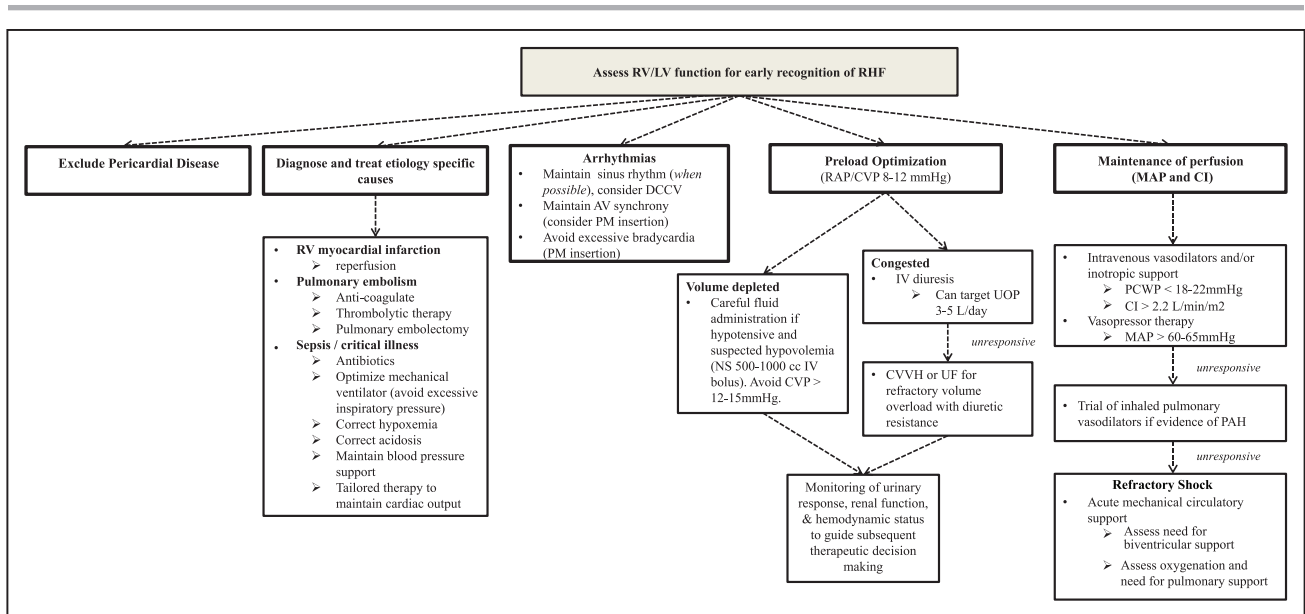 Assess RV/LV function for early recognition of RHF
Exclude Pericardial Disease
Diagnose and treat etiology specific
causes
• RV myocardial infarction
➢ reperfusion
• Pulmonary embolism
➢ Anti-coagulate
➢ Thrombolytic therapy
➢ Pulmonary embolectomy
• Sepsis / critical illness
➢ Antibiotics
➢ Optimize mechanical
ventilator (avoid excessive
inspiratory pressure)
➢ Correct hypoxemia
➢ Correct acidosis
➢ Maintain blood pressure
support
➢ Tailored therapy to
maintain cardiac output
Arrhythmias
• Maintain sinus rhythm (when
possible), consider DCCV
• Maintain AV synchrony
(consider PM insertion)
• Avoid excessive bradycardia
(PM insertion)
Preload Optimization
(RAP/CVP 8-12 mmHg)
Volume depleted
• Careful fluid
administration if
hypotensive and
suspected hypovolemia
(NS 500-1000 cc IV
bolus). Avoid CVP >
12-15mmHg.
Congested
• IV diuresis
➢ Can target UOP
3-5 L/day
unresponsive
• CVVH or UF for
refractory volume
overload with diuretic
resistance
Monitoring of urinary
response, renal function,
& hemodynamic status
to guide subsequent
therapeutic decision
making
Maintenance of perfusion
(MAP and CI)
• Intravenous vasodilators and/or
inotropic support
➢ PCWP < 18-22mmHg
➢ CI > 2.2 L/min/m2
• Vasopressor therapy
➢ MAP > 60-65mmHg
unresponsive
• Trial of inhaled pulmonary
vasodilators if evidence of PAH
unresponsive
Refractory Shock
• Acute mechanical circulatory
support
➢ Assess need for
biventricular support
➢ Assess oxygenation and
need for pulmonary support